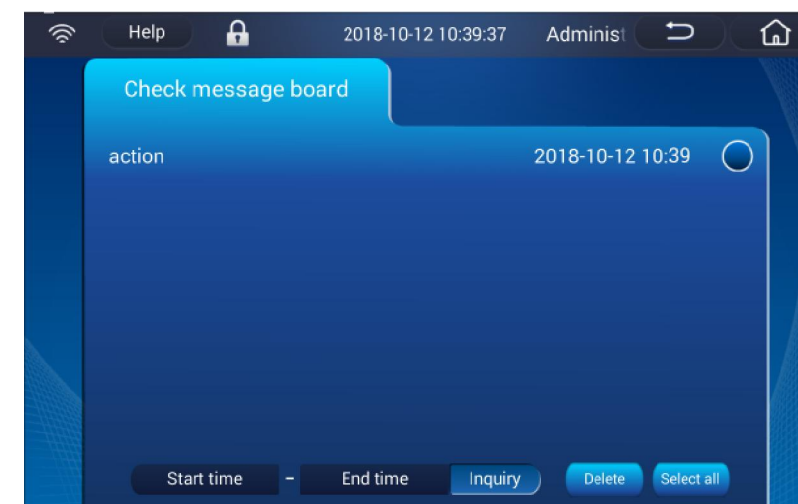 Help 2018-10-12 10:39:37 Administ
Check message board
action 2018-10-12 10:39
Start time - End time Inquiry Delete Select all